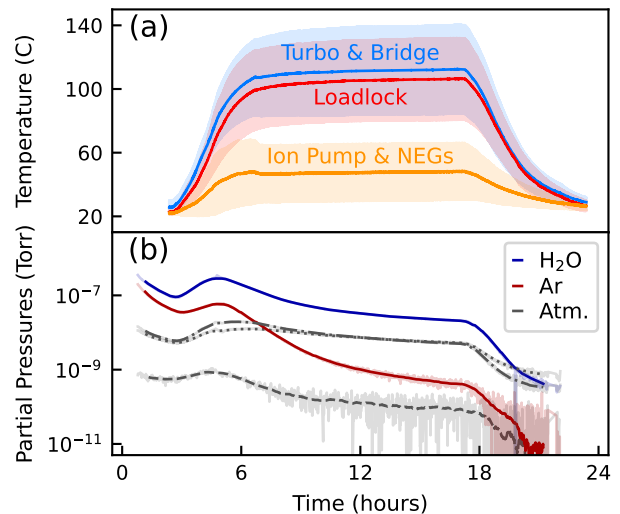 (a)
140
100
60
20
Temperature (C)
Turbo & Bridge
Loadlock
Ion Pump & NEGs
(b)
10⁻⁷
10⁻⁹
10⁻¹¹
Partial Pressures (Torr)
H₂O
Ar
Atm.
0 6 12 18 24
Time (hours)